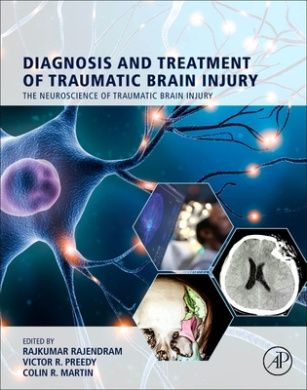 DIAGNOSIS AND TREATMENT
OF TRAUMATIC BRAIN INJURY
THE NEUROSCIENCE OF TRAUMATIC BRAIN INJURY
EDITED BY
RAJKUMAR RAJENDRAM
VICTOR R. PREEDY
COLIN R. MARTIN
AP